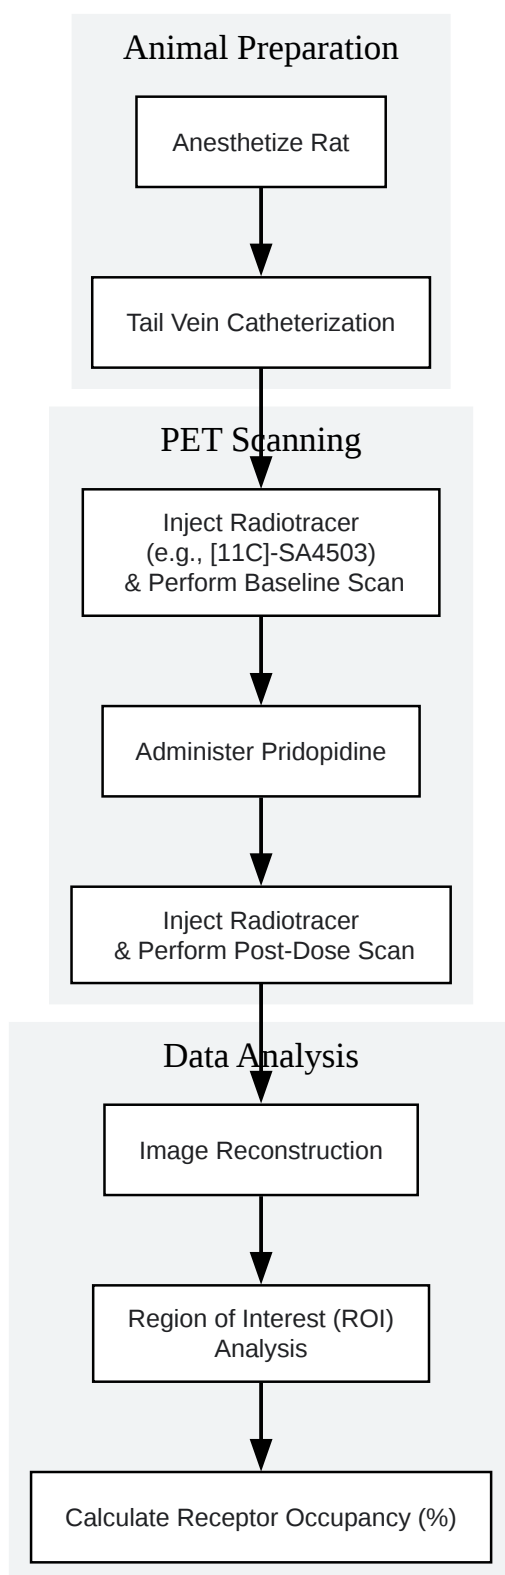 Animal Preparation
Anesthetize Rat
Tail Vein Catheterization
PET Scanning
Inject Radiotracer
(e.g., [11C]-SA4503)
& Perform Baseline Scan
Administer Pridopidine
Inject Radiotracer
& Perform Post-Dose Scan
Data Analysis
Image Reconstruction
Region of Interest (ROI)
Analysis
Calculate Receptor Occupancy (%)